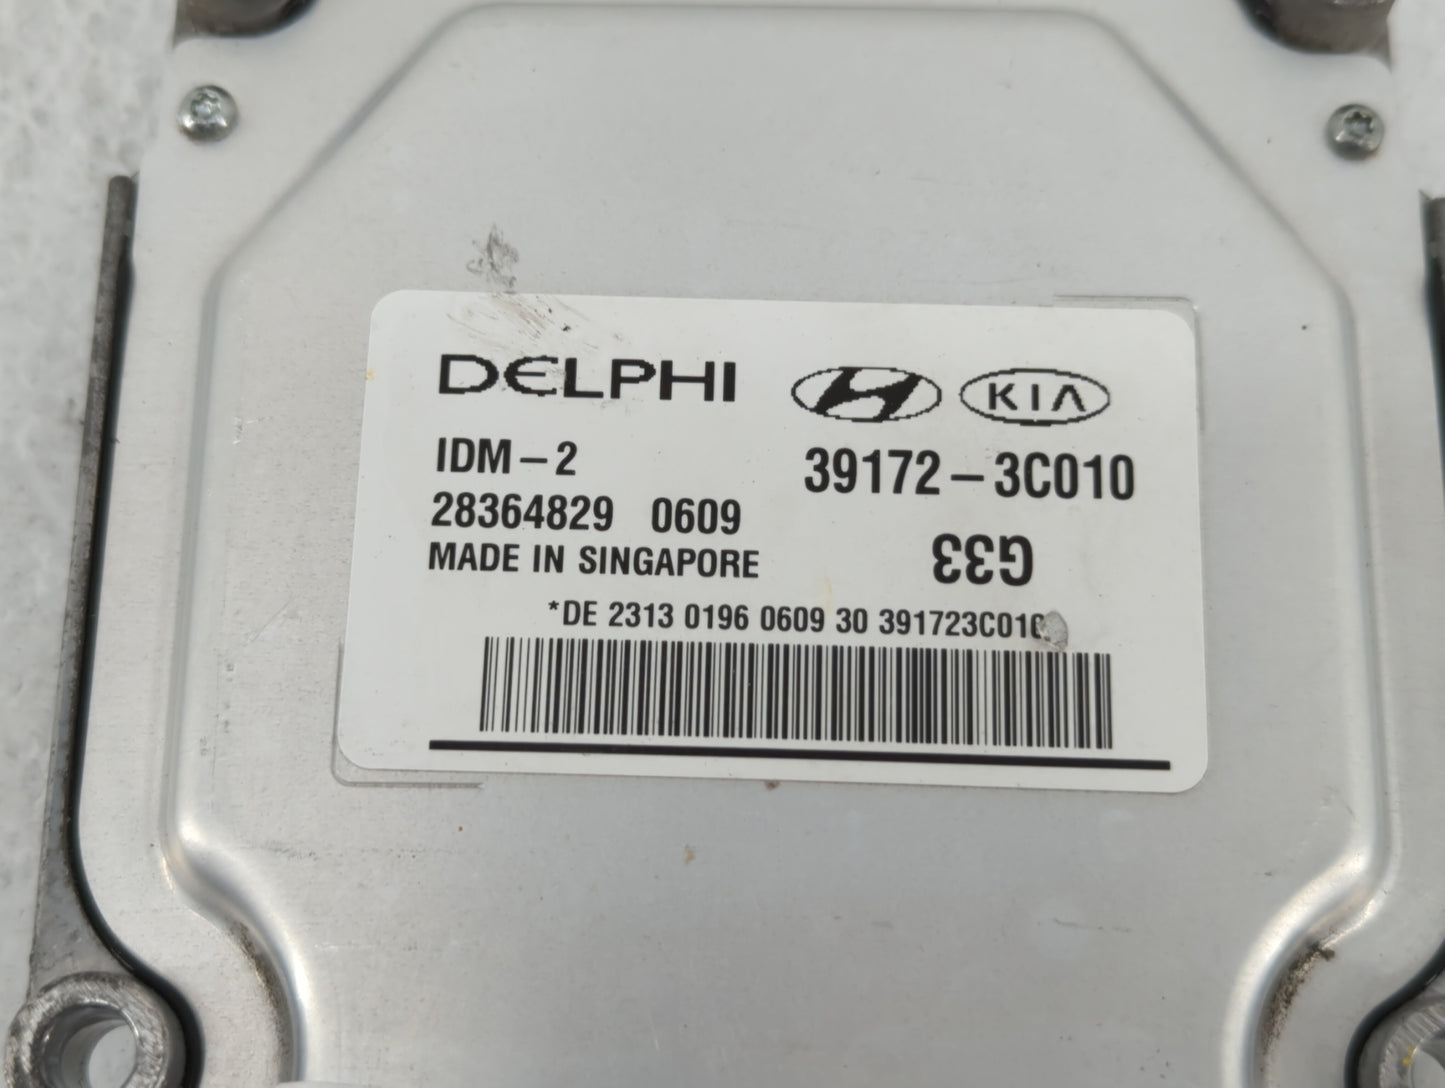 DELPHI KIA
IDM-2 39172-3C010
28364829 0609
MADE IN SINGAPORE G33
*DE 2313 0196 0609 30 391723C010